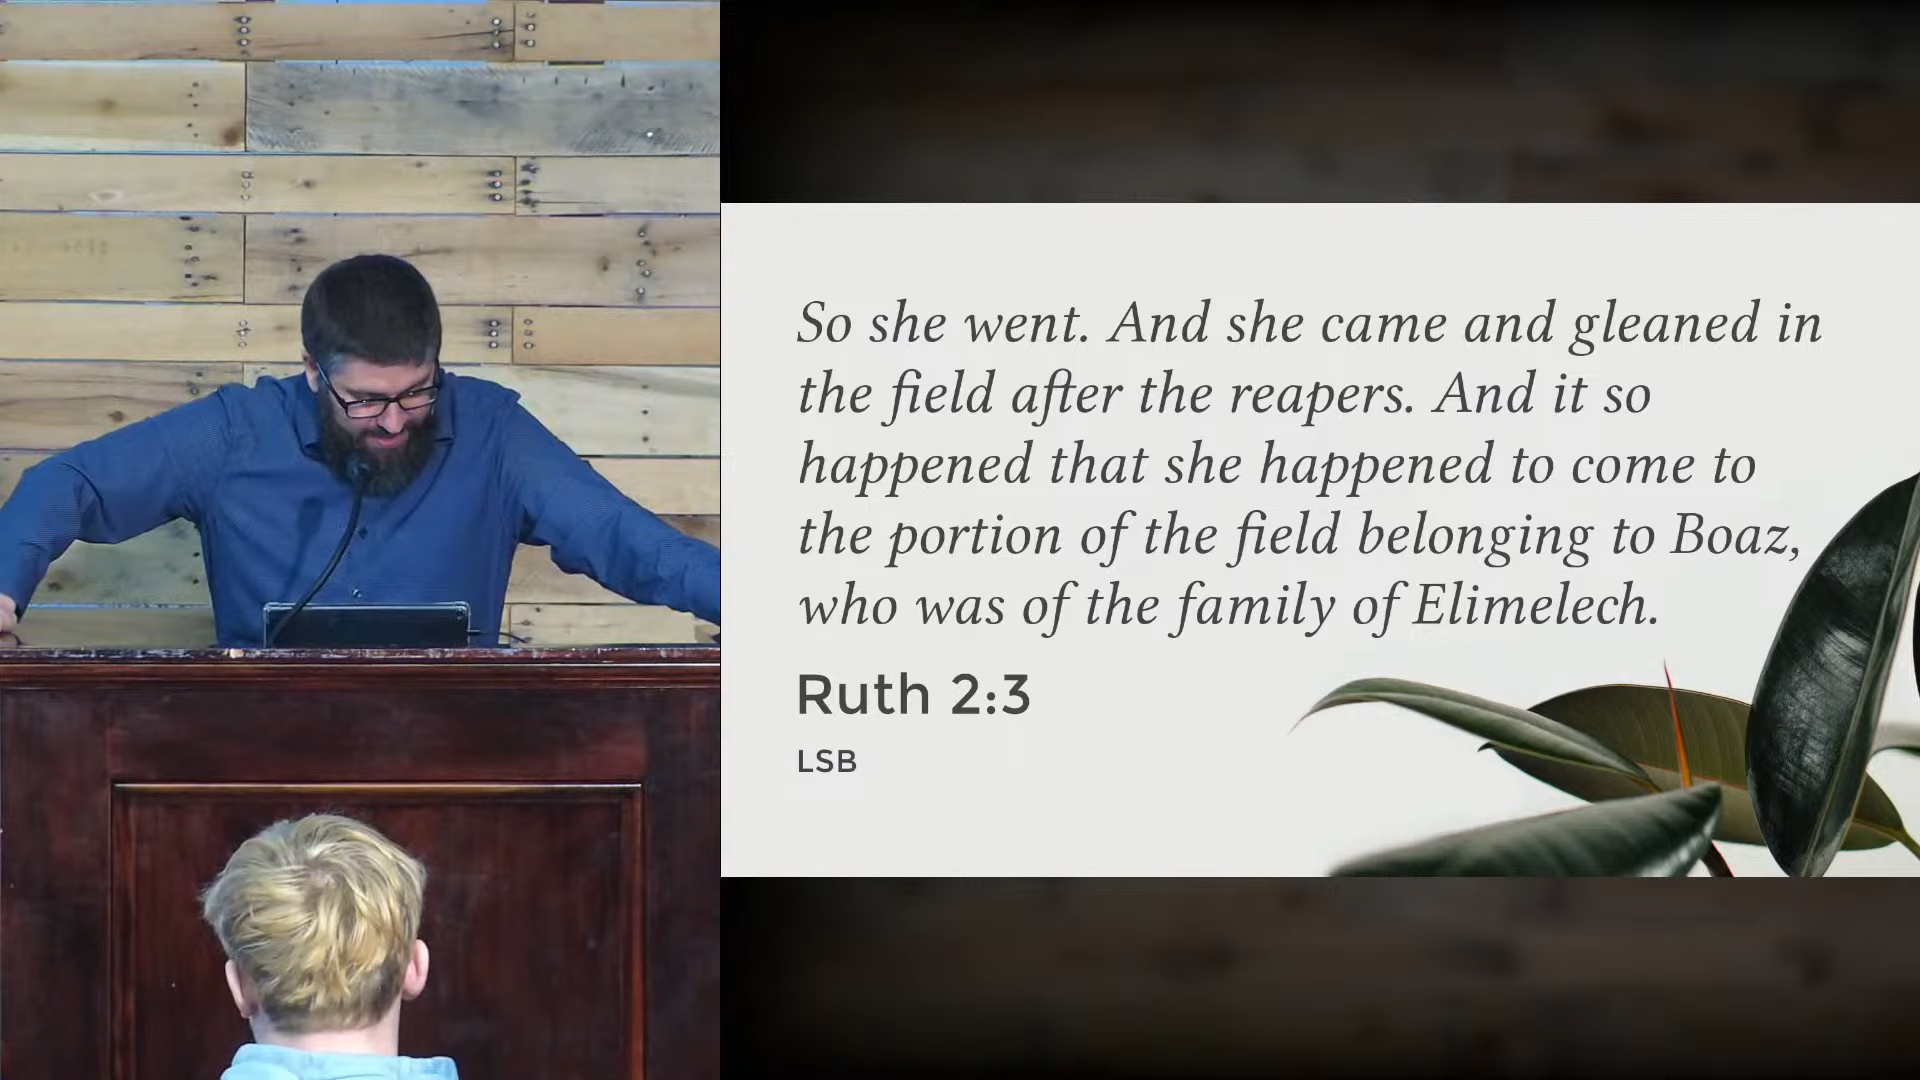 So she went. And she came and gleaned in
the field after the reapers. And it so
happened that she happened to come to
the portion of the field belonging to Boaz,
who was of the family of Elimelech.
Ruth 2:3
LSB